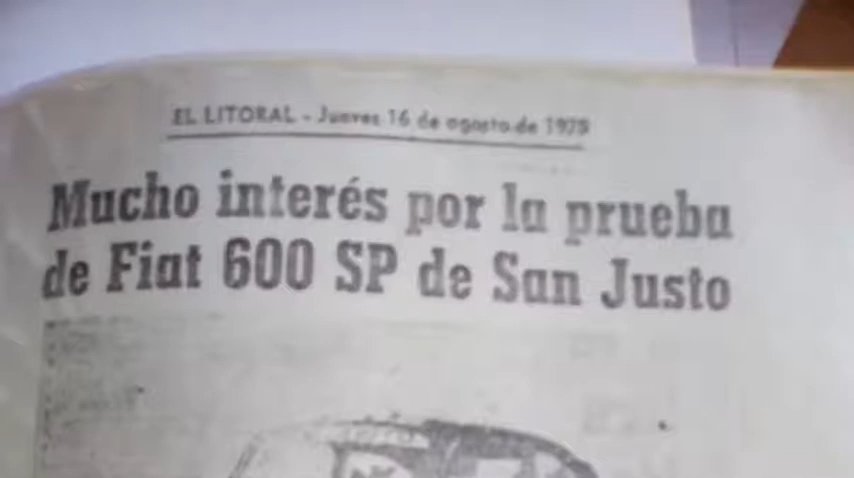 EL LITORAL - Jueves 16 de agosto de 1979
Mucho interés por la prueba
de Fiat 600 SP de San Justo